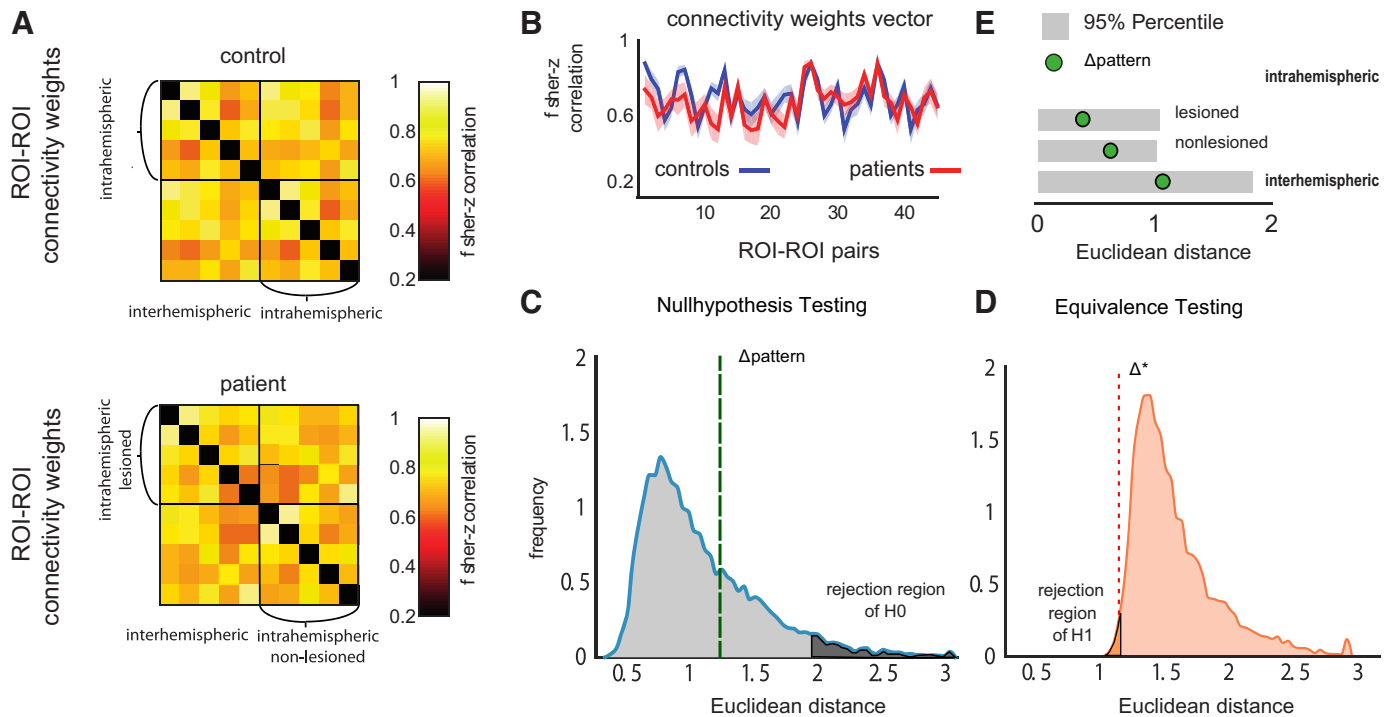 A
control
ROI-ROI
connectivity weights
intrahemispheric
1
0.8
0.6
0.4
0.2
f sher-z correlation
interhemispheric
intrahemispheric
patient
ROI-ROI
connectivity weights
intrahemispheric
lesioned
1
0.8
0.6
0.4
0.2
f sher-z correlation
interhemispheric
intrahemispheric
non-lesioned
B
connectivity weights vector
f sher-z
correlation
1
0.6
0.2
controls
patients
10 20 30 40
ROI-ROI pairs
E
95% Percentile
Δpattern
intrahemispheric
lesioned
nonlesioned
interhemispheric
0 1 2
Euclidean distance
C
Nullhypothesis Testing
Δpattern
frequency
2
1.5
1
0.5
0
rejection region
of H0
0. 5 1 1.5 2 2. 5 3
Euclidean distance
D
Equivalence Testing
Δ*
2
1.5
1
0.5
0
rejection
region
of H1
0. 5 1 1.5 2 2. 5 3
Euclidean distance